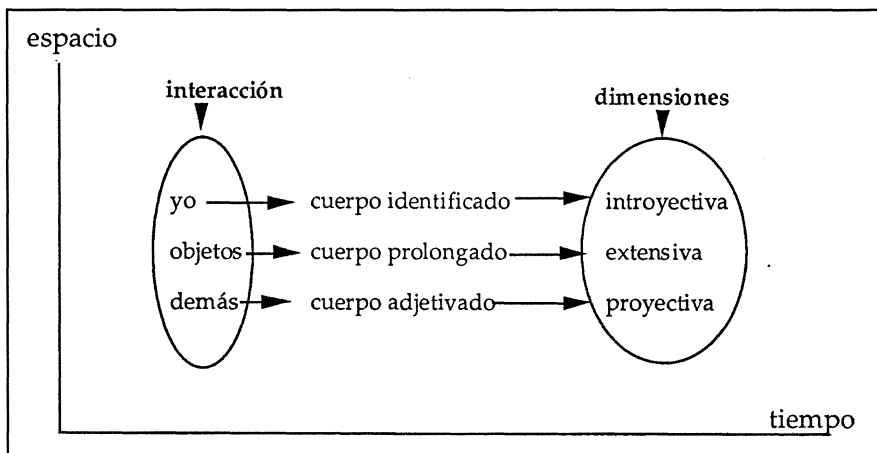 espacio
interacción
dimensiones
yo cuerpo identificado introyectiva
objetos cuerpo prolongado extensiva
demás cuerpo adjetivado proyectiva
tiempo